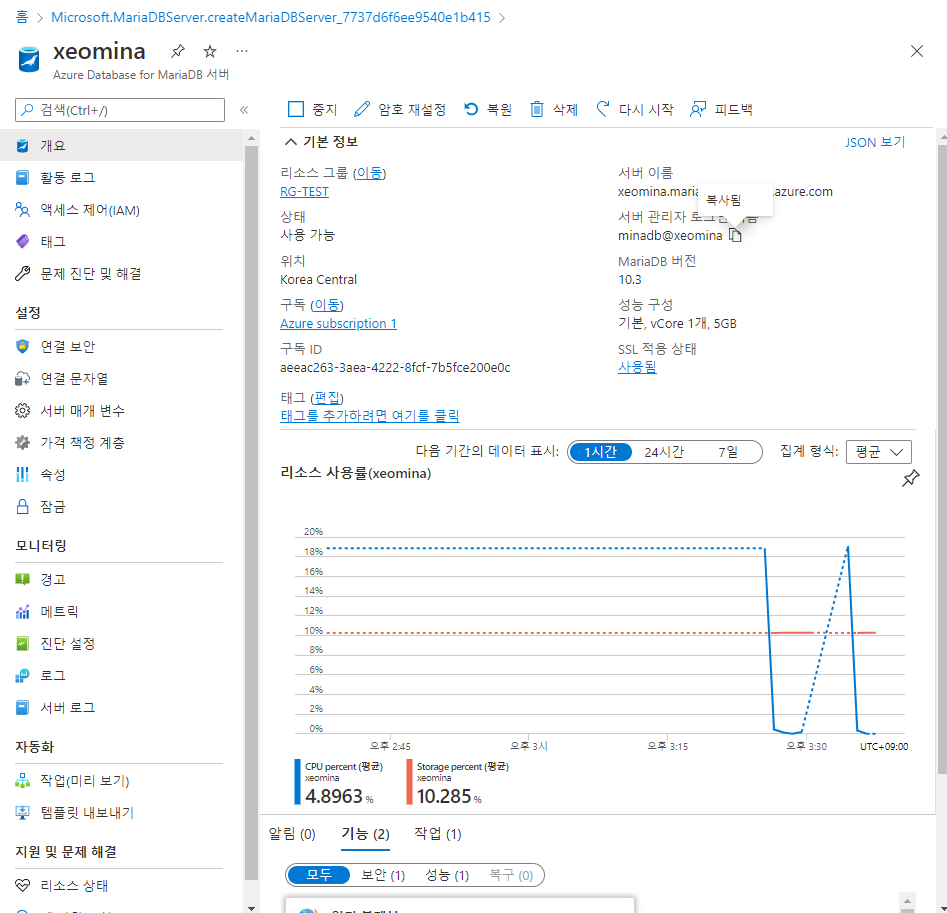 홈 > Microsoft.MariaDBServer.createMariaDBServer_7737d6f6ee9540e1b415 >
xeomina
Azure Database for MariaDB 서버
검색(Ctrl+/)
개요
활동 로그
액세스 제어(IAM)
태그
문제 진단 및 해결
설정
연결 보안
연결 문자열
서버 매개 변수
가격 책정 계층
속성
잠금
모니터링
경고
메트릭
진단 설정
로그
서버 로그
자동화
작업(미리 보기)
템플릿 내보내기
지원 및 문제 해결
리소스 상태
중지 암호 재설정 복원 삭제 다시 시작 피드백
기본 정보 JSON 보기
리소스 그룹 (이동)
RG-TEST
상태
사용 가능
위치
Korea Central
구독 (이동)
Azure subscription 1
구독 ID
aeeac263-3aea-4222-8fcf-7b5fce200e0c
태그 (편집)
태그를 추가하려면 여기를 클릭
서버 이름
xeomina.maria .azure.com
복사됨
서버 관리자 로그
minadb@xeomina
MariaDB 버전
10.3
성능 구성
기본, vCore 1개, 5GB
SSL 적용 상태
사용됨
다음 기간의 데이터 표시: 1시간 24시간 7일 집계 형식: 평균
리소스 사용률(xeomina)
20%
18%
16%
14%
12%
10%
8%
6%
4%
2%
0%
오후 2:45 오후 3시 오후 3:15 오후 3:30 UTC+09:00
CPU percent (평균)
xeomina
4.8963 %
Storage percent (평균)
xeomina
10.285 %
알림 (0) 기능 (2) 작업 (1)
모두 보안 (1) 성능 (1) 복구 (0)